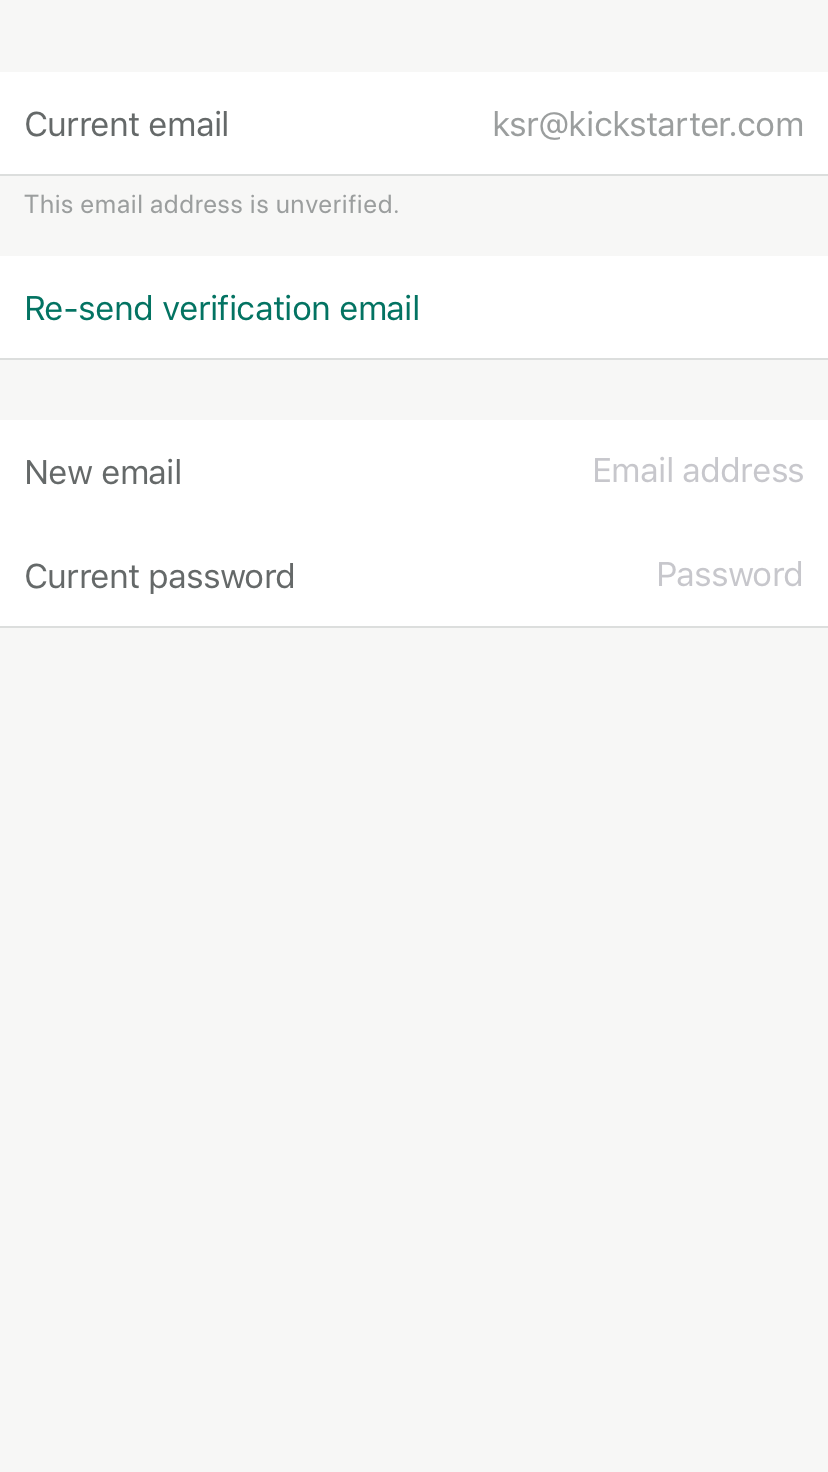 Current email ksr@kickstarter.com
This email address is unverified.
Re-send verification email
New email Email address
Current password Password